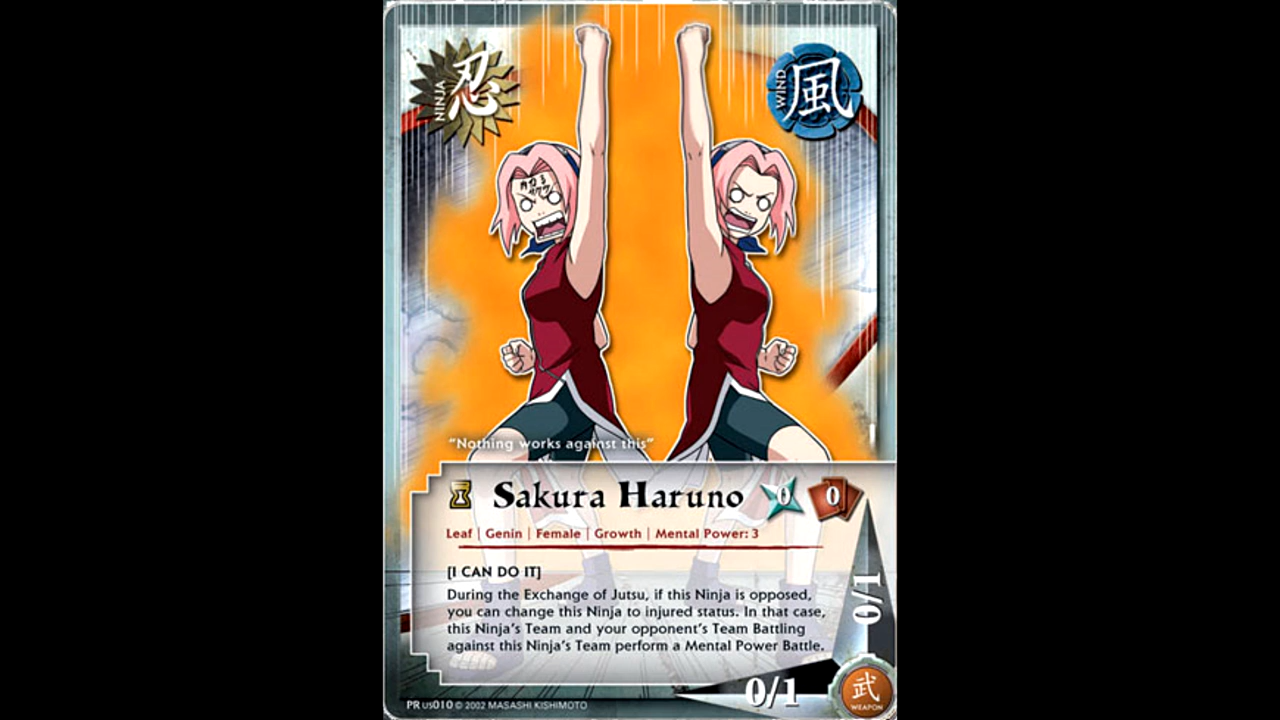 忍
NINJA
風
WIND
"Nothing works against this"
Sakura Haruno
0
0
Leaf | Genin | Female | Growth | Mental Power: 3
[I CAN DO IT]
During the Exchange of Jutsu, if this Ninja is opposed,
you can change this Ninja to injured status. In that case,
this Ninja's Team and your opponent's Team Battling
against this Ninja's Team perform a Mental Power Battle.
0/1
0/1
武
WEAPON
PR US010 © 2002 MASASHI KISHIMOTO